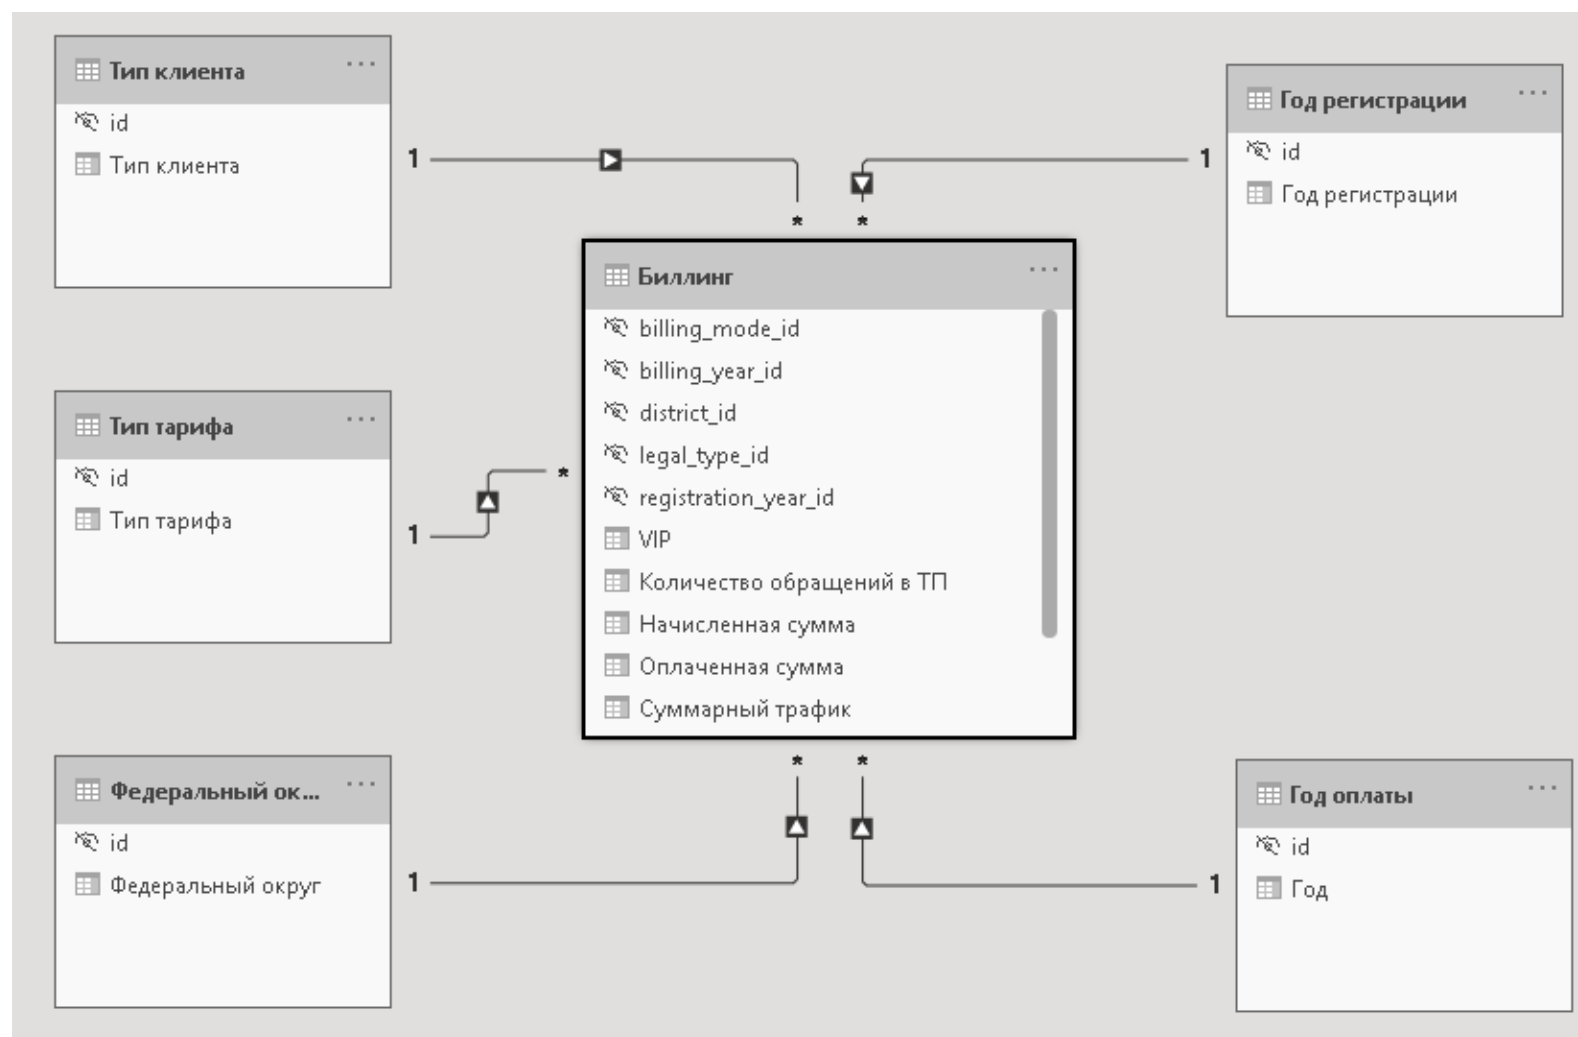 Тип клиента
id
Тип клиента
Год регистрации
id
Год регистрации
1
1
*
*
Биллинг
billing_mode_id
billing_year_id
district_id
legal_type_id
registration_year_id
VIP
Количество обращений в ТП
Начисленная сумма
Оплаченная сумма
Суммарный трафик
Тип тарифа
id
Тип тарифа
*
1
Федеральный ок...
id
Федеральный округ
*
*
1
1
Год оплаты
id
Год